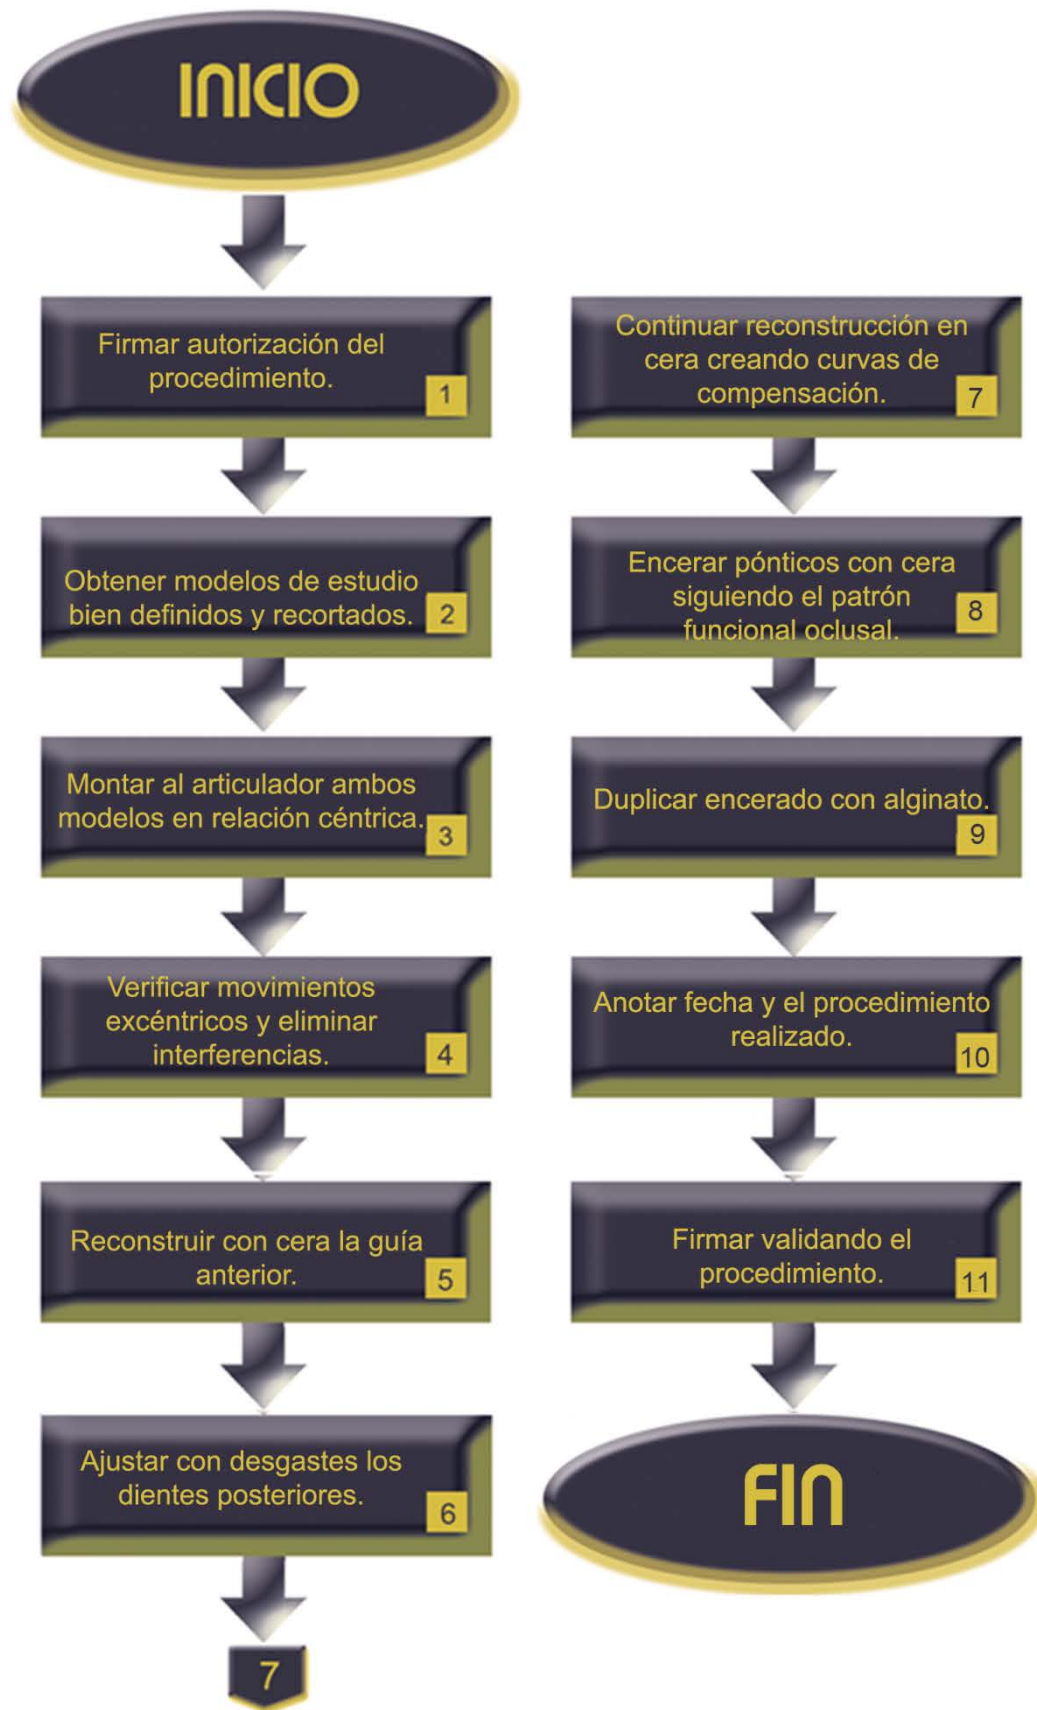 INICIO
Firmar autorización del
procedimiento.
1
Obtener modelos de estudio
bien definidos y recortados.
2
Montar al articulador ambos
modelos en relación céntrica.
3
Verificar movimientos
excéntricos y eliminar
interferencias.
4
Reconstruir con cera la guía
anterior.
5
Ajustar con desgastes los
dientes posteriores.
6
7
Continuar reconstrucción en
cera creando curvas de
compensación.
7
Encerar pónticos con cera
siguiendo el patrón
funcional oclusal.
8
Duplicar encerado con alginato.
9
Anotar fecha y el procedimiento
realizado.
10
Firmar validando el
procedimiento.
11
FIN